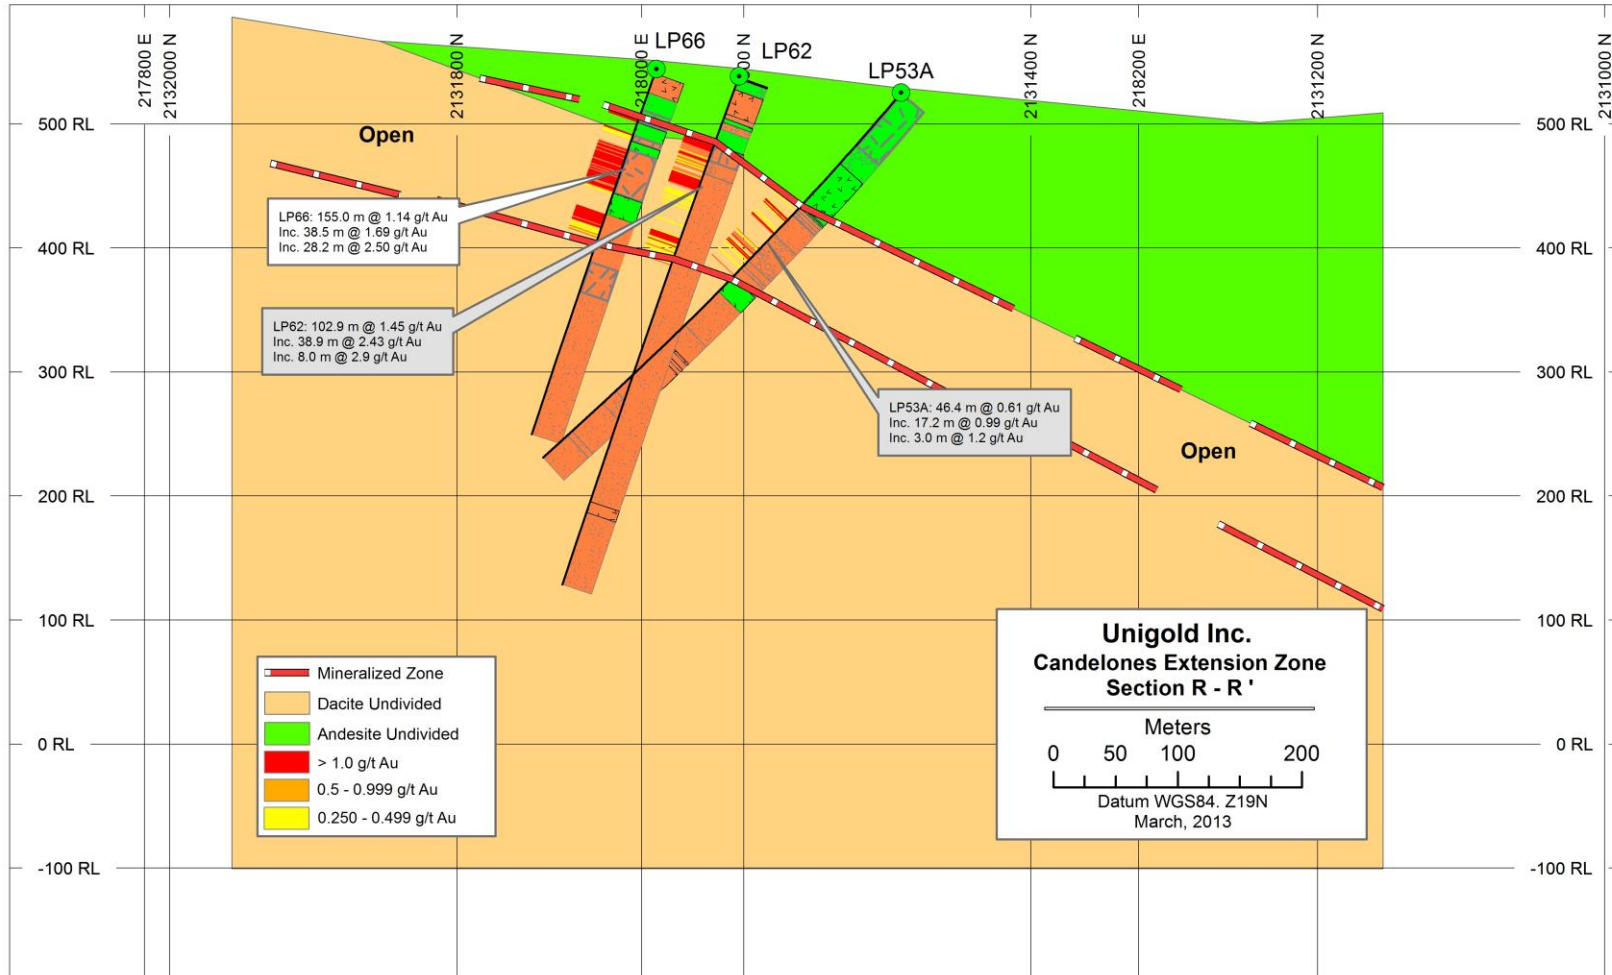 217800 E
2132000 N
2131800 N
218000 E
LP66
LP62
LP53A
2131400 N
218200 E
2131200 N
2131000 N
500 RL
500 RL
Open
400 RL
400 RL
LP66: 155.0 m @ 1.14 g/t Au
Inc. 38.5 m @ 1.69 g/t Au
Inc. 28.2 m @ 2.50 g/t Au
LP62: 102.9 m @ 1.45 g/t Au
Inc. 38.9 m @ 2.43 g/t Au
Inc. 8.0 m @ 2.9 g/t Au
300 RL
300 RL
LP53A: 46.4 m @ 0.61 g/t Au
Inc. 17.2 m @ 0.99 g/t Au
Inc. 3.0 m @ 1.2 g/t Au
Open
200 RL
200 RL
100 RL
100 RL
0 RL
0 RL
-100 RL
-100 RL
Mineralized Zone
Dacite Undivided
Andesite Undivided
> 1.0 g/t Au
0.5 - 0.999 g/t Au
0.250 - 0.499 g/t Au
Unigold Inc.
Candelones Extension Zone
Section R - R '
Meters
0 50 100 200
Datum WGS84. Z19N
March, 2013